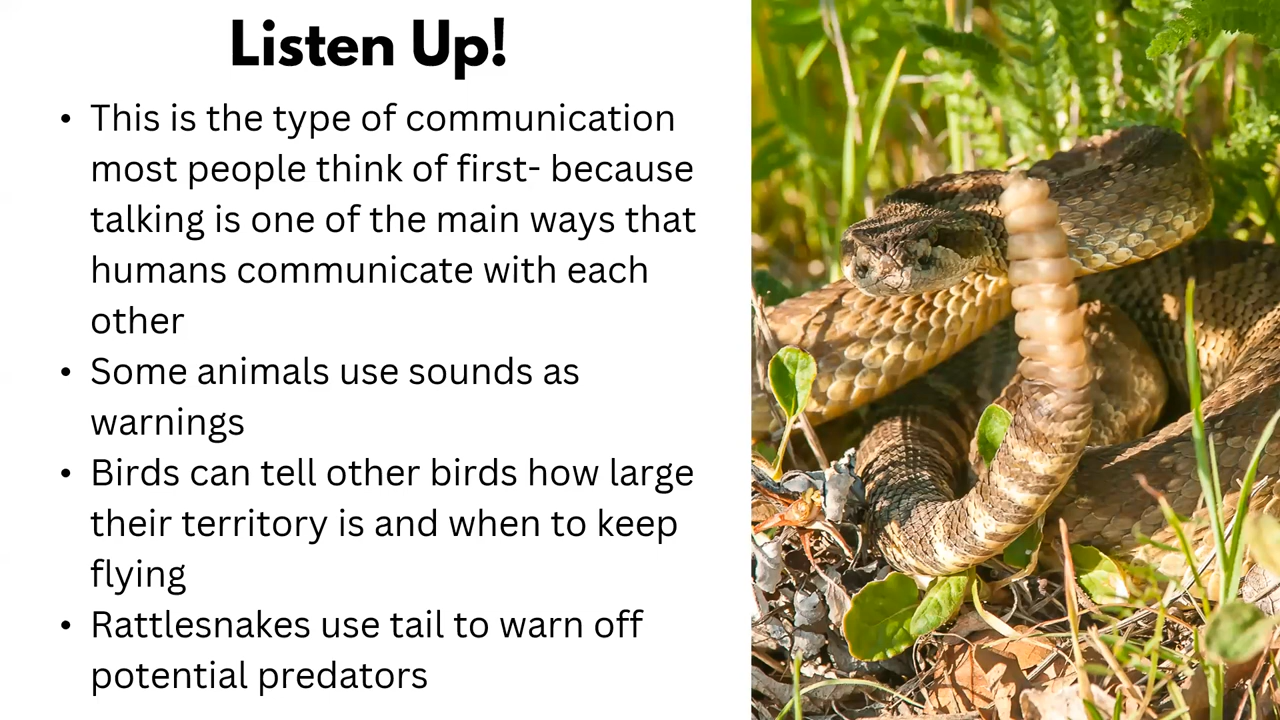 Listen Up!
• This is the type of communication
most people think of first- because
talking is one of the main ways that
humans communicate with each
other
• Some animals use sounds as
warnings
• Birds can tell other birds how large
their territory is and when to keep
flying
• Rattlesnakes use tail to warn off
potential predators